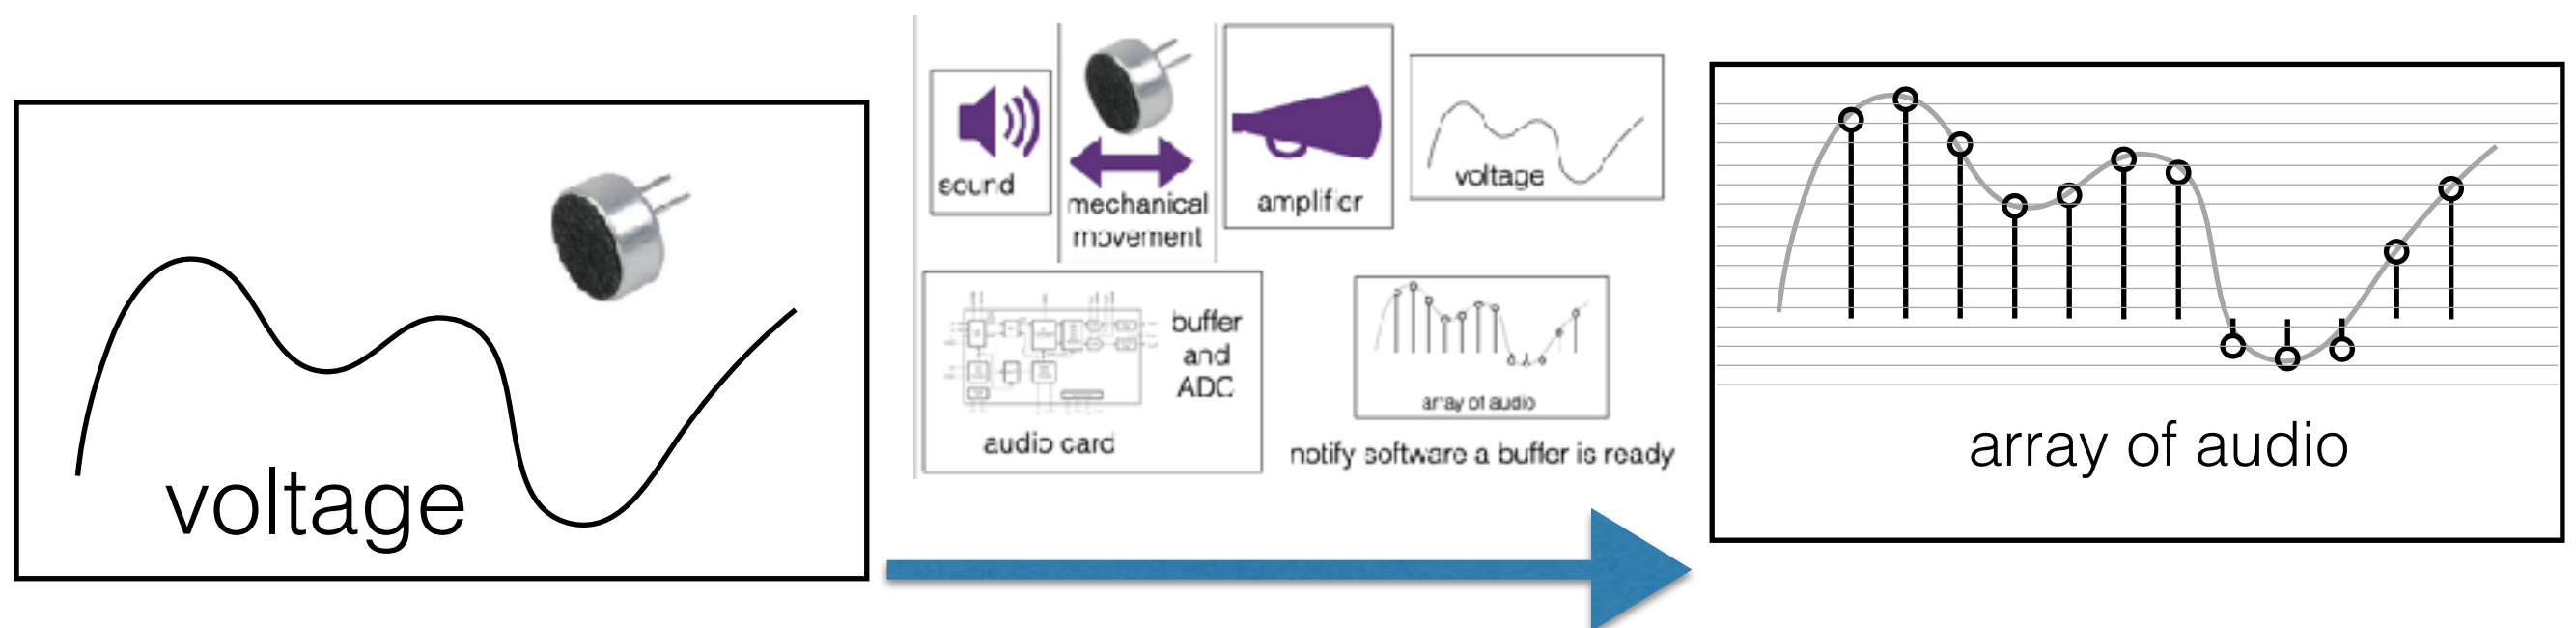 voltage
sound
mechanical
movement
amplifier
voltage
buffer
and
ADC
audio card
array of audio
notify software a buffer is ready
array of audio